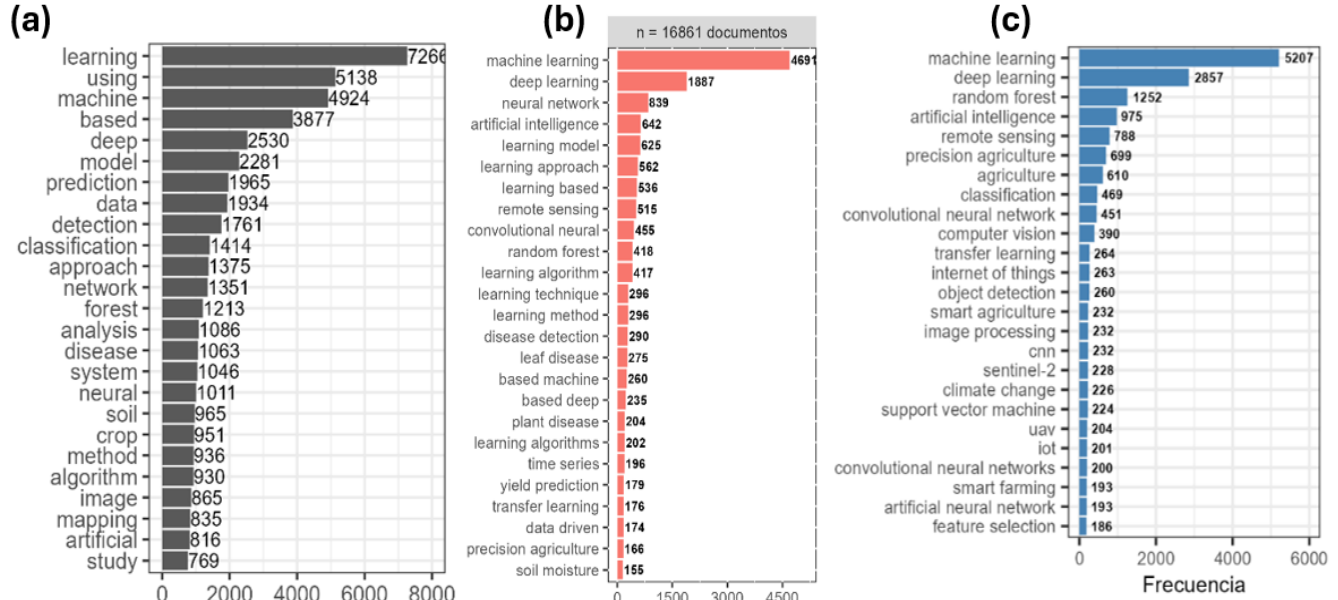 (a)
learning 7266
using 5138
machine 4924
based 3877
deep 2530
model 2281
prediction 1965
data 1934
detection 1761
classification 1414
approach 1375
network 1351
forest 1213
analysis 1086
disease 1063
system 1046
neural 1011
soil 965
crop 951
method 936
algorithm 930
image 865
mapping 835
artificial 816
study 769
0 2000 4000 6000 8000
(b)
n = 16861 documentos
machine learning 4691
deep learning 1887
neural network 839
artificial intelligence 642
learning model 625
learning approach 562
learning based 536
remote sensing 515
convolutional neural 455
random forest 418
learning algorithm 417
learning technique 296
learning method 296
disease detection 290
leaf disease 275
based machine 260
based deep 235
plant disease 204
learning algorithms 202
time series 196
yield prediction 179
transfer learning 176
data driven 174
precision agriculture 166
soil moisture 155
0 1500 3000 4500
(c)
machine learning 5207
deep learning 2857
random forest 1252
artificial intelligence 975
remote sensing 788
precision agriculture 699
agriculture 610
classification 469
convolutional neural network 451
computer vision 390
transfer learning 264
internet of things 263
object detection 260
smart agriculture 232
image processing 232
cnn 232
sentinel-2 228
climate change 226
support vector machine 224
uav 204
iot 201
convolutional neural networks 200
smart farming 193
artificial neural network 193
feature selection 186
0 2000 4000 6000
Frecuencia